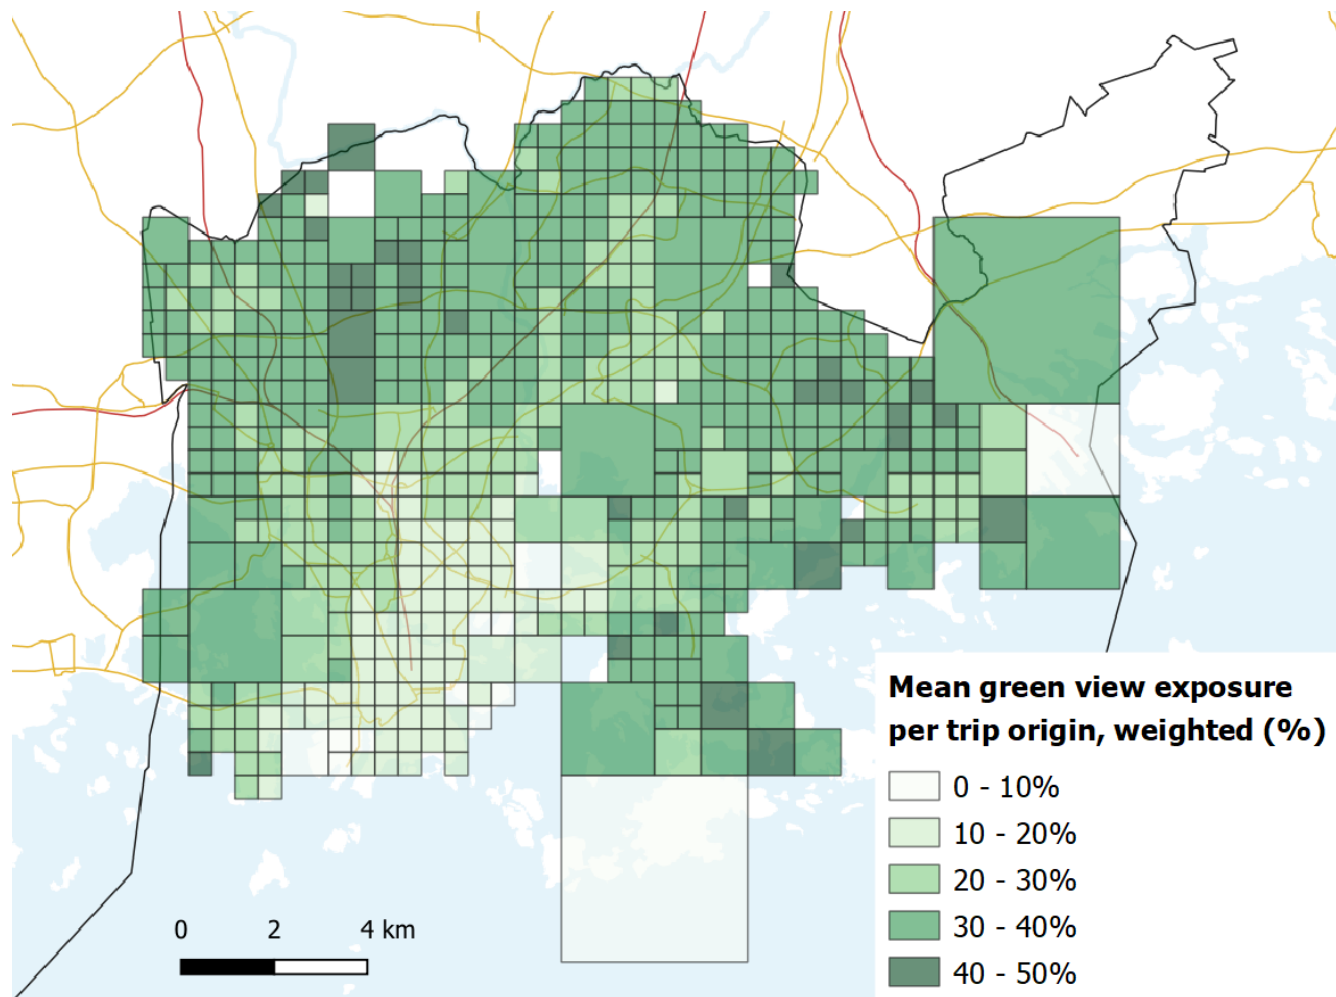 Mean green view exposure
per trip origin, weighted (%)
0 - 10%
10 - 20%
20 - 30%
30 - 40%
40 - 50%
0 2 4 km